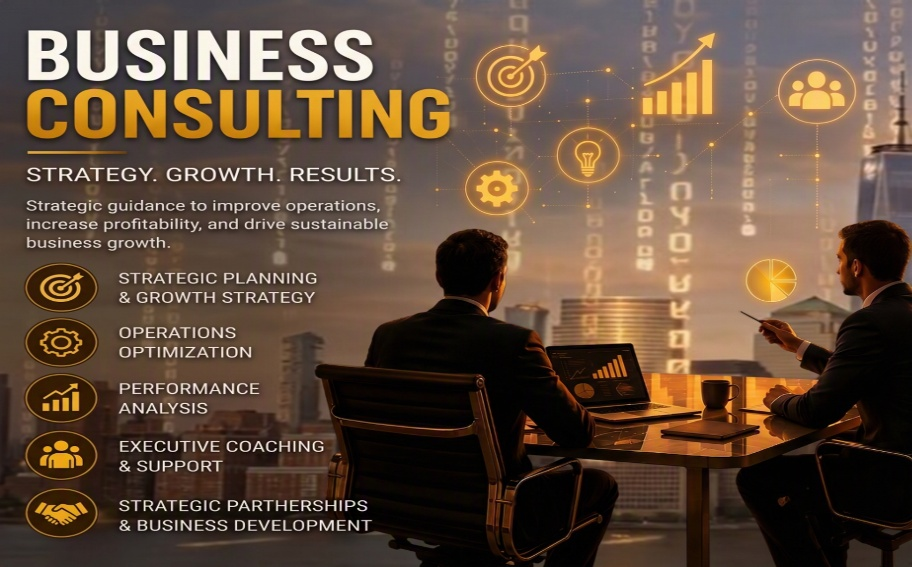 BUSINESS
CONSULTING
STRATEGY. GROWTH. RESULTS.
Strategic guidance to improve operations,
increase profitability, and drive sustainable
business growth.
STRATEGIC PLANNING
& GROWTH STRATEGY
OPERATIONS
OPTIMIZATION
PERFORMANCE
ANALYSIS
EXECUTIVE COACHING
& SUPPORT
STRATEGIC PARTHERSHIPS
& BUSINESS DEVELOPMENT